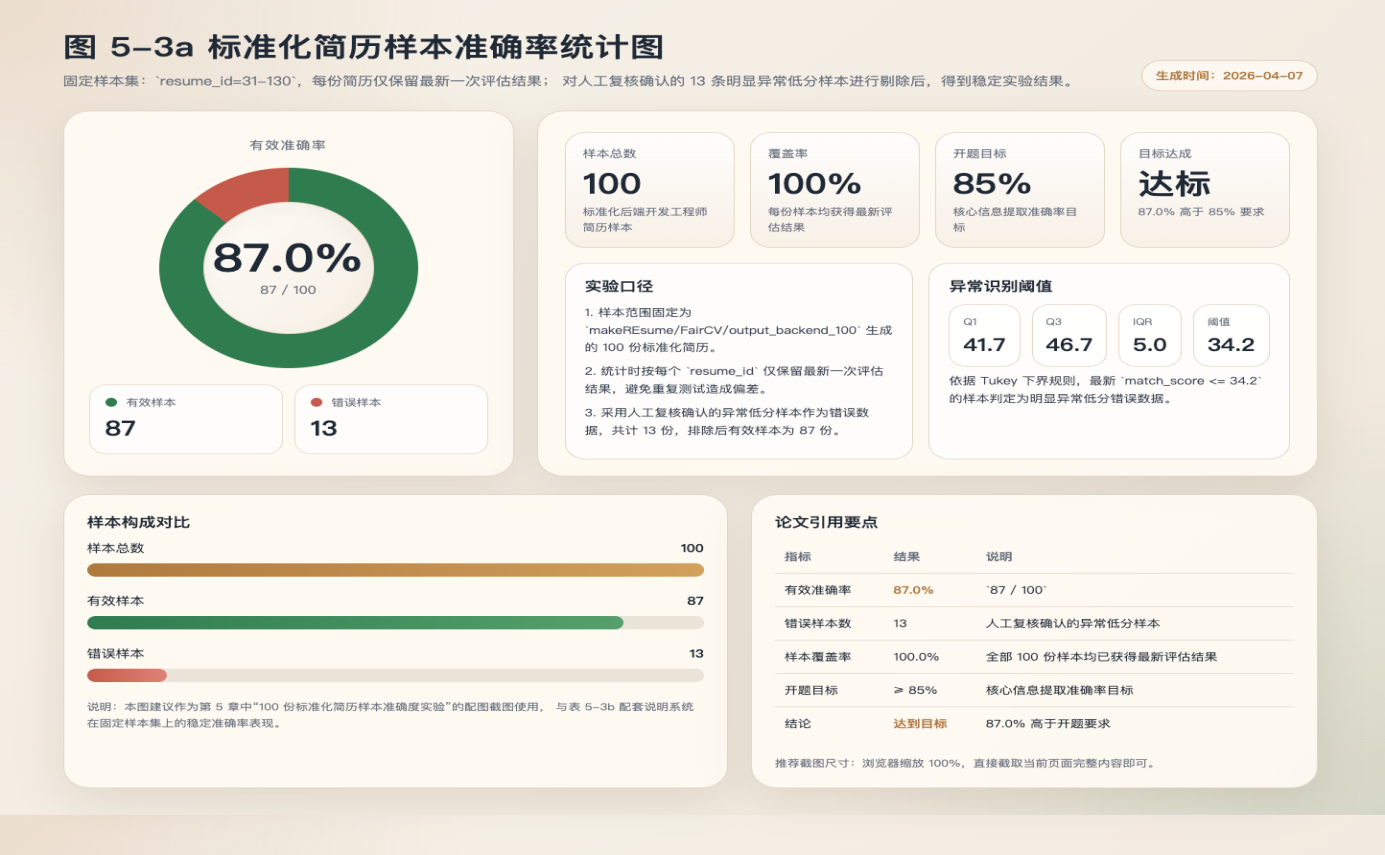 图 5–3a 标准化简历样本准确率统计图
固定样本集：`resume_id=31–130`，每份简历仅保留最新一次评估结果； 对人工复核确认的 13 条明显异常低分样本进行剔除后，得到稳定实验结果。
生成时间：2026–04–07
有效准确率
87.0%
87 / 100
有效样本
87
错误样本
13
样本总数
100
标准化后端开发工程师
简历样本
覆盖率
100%
每份样本均获得最新评
估结果
开题目标
85%
核心信息提取准确率目
标
目标达成
达标
87.0% 高于 85% 要求
实验口径
1. 样本范围固定为
`makeREsume/FairCV/output_backend_100` 生成
的 100 份标准化简历。
2. 统计时按每个 `resume_id` 仅保留最新一次评估
结果，避免重复测试造成偏差。
3. 采用人工复核确认的异常低分样本作为错误数
据，共计 13 份，排除后有效样本为 87 份。
异常识别阈值
Q1
41.7
Q3
46.7
IQR
5.0
阈值
34.2
依据 Tukey 下界规则，最新 `match_score <= 34.2`
的样本判定为明显异常低分错误数据。
样本构成对比
样本总数 100
有效样本 87
错误样本 13
说明：本图建议作为第 5 章中“100 份标准化简历样本准确度实验”的配图截图使用， 与表 5–3b 配套说明系统
在固定样本集上的稳定准确率表现。
论文引用要点
指标 结果 说明
有效准确率 87.0% `87 / 100`
错误样本数 13 人工复核确认的异常低分样本
样本覆盖率 100.0% 全部 100 份样本均已获得最新评估结果
开题目标 ≥ 85% 核心信息提取准确率目标
结论 达到目标 87.0% 高于开题要求
推荐截图尺寸：浏览器缩放 100%，直接截取当前页面完整内容即可。